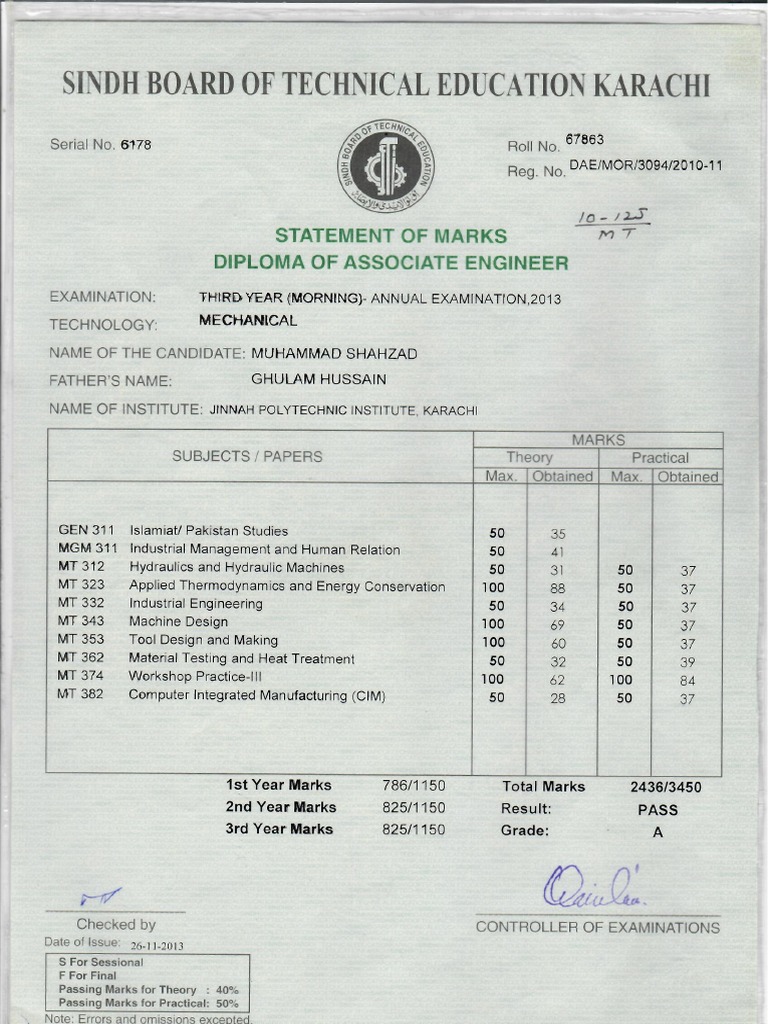 SINDH BOARD OF TECHNICAL EDUCATION KARACHI
Serial No. 6178
SINDH BOARD OF TECHNICAL EDUCATION
Roll No. 67863
Reg. No. DAE/MOR/3094/2010-11
10-125
MT
STATEMENT OF MARKS
DIPLOMA OF ASSOCIATE ENGINEER
EXAMINATION: THIRD YEAR (MORNING)- ANNUAL EXAMINATION,2013
TECHNOLOGY: MECHANICAL
NAME OF THE CANDIDATE: MUHAMMAD SHAHZAD
FATHER'S NAME: GHULAM HUSSAIN
NAME OF INSTITUTE: JINNAH POLYTECHNIC INSTITUTE, KARACHI
SUBJECTS / PAPERS MARKS
Theory Practical
Max. Obtained Max. Obtained
GEN 311 Islamiat/ Pakistan Studies 50 35
MGM 311 Industrial Management and Human Relation 50 41
MT 312 Hydraulics and Hydraulic Machines 50 31 50 37
MT 323 Applied Thermodynamics and Energy Conservation 100 88 50 37
MT 332 Industrial Engineering 50 34 50 37
MT 343 Machine Design 100 69 50 37
MT 353 Tool Design and Making 100 60 50 37
MT 362 Material Testing and Heat Treatment 50 32 50 39
MT 374 Workshop Practice-III 100 62 100 84
MT 382 Computer Integrated Manufacturing (CIM) 50 28 50 37
1st Year Marks 786/1150 Total Marks 2436/3450
2nd Year Marks 825/1150 Result: PASS
3rd Year Marks 825/1150 Grade: A
Checked by
CONTROLLER OF EXAMINATIONS
Date of Issue: 26-11-2013
S For Sessional
F For Final
Passing Marks for Theory : 40%
Passing Marks for Practical: 50%
Note: Errors and omissions excepted.